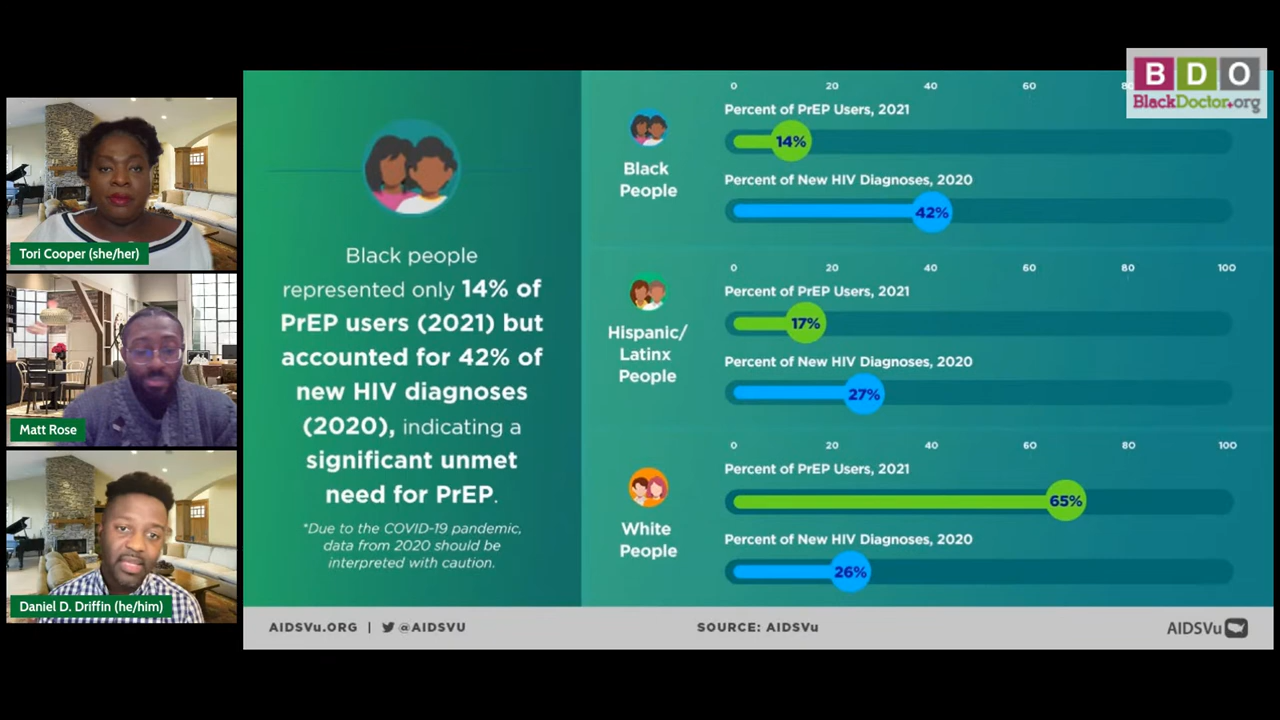 Tori Cooper (she/her)
Matt Rose
Daniel D. Driffin (he/him)
Black people
represented only 14% of
PrEP users (2021) but
accounted for 42% of
new HIV diagnoses
(2020), indicating a
significant unmet
need for PrEP.
*Due to the COVID-19 pandemic,
data from 2020 should be
interpreted with caution.
BDO
BlackDoctor.org
0 20 40 60 80
Black
People
Percent of PrEP Users, 2021
14%
Percent of New HIV Diagnoses, 2020
42%
0 20 40 60 80 100
Hispanic/
Latinx
People
Percent of PrEP Users, 2021
17%
Percent of New HIV Diagnoses, 2020
27%
0 20 40 60 80 100
White
People
Percent of PrEP Users, 2021
65%
Percent of New HIV Diagnoses, 2020
26%
AIDSVu.ORG | @AIDSVU
SOURCE: AIDSVu
AIDSVu